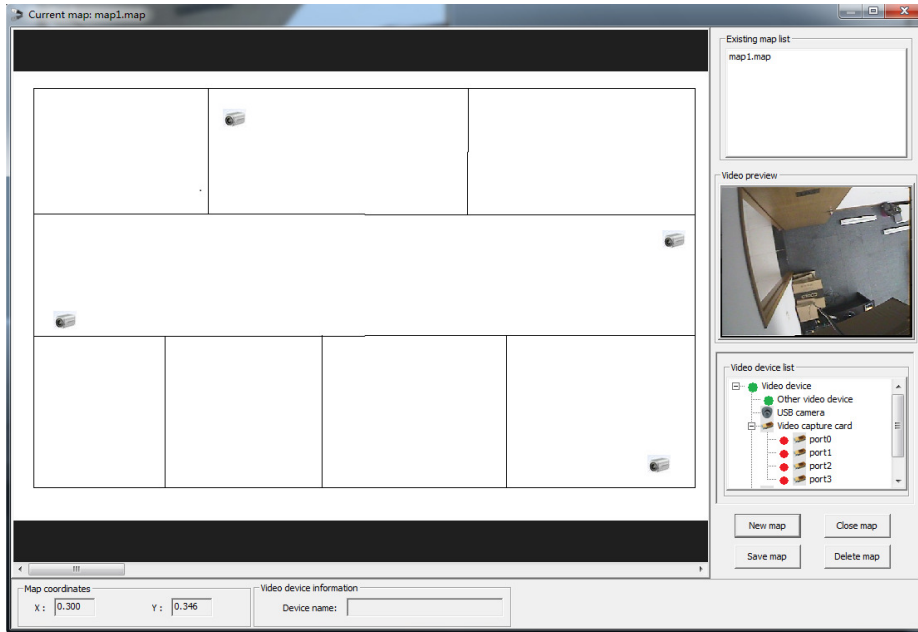 Current map: map1.map
Existing map list
map1.map
Video preview
Video device list
Video device
Other video device
USB camera
Video capture card
port0
port1
port2
port3
New map
Close map
Save map
Delete map
Map coordinates
X : 0.300
Y : 0.346
Video device information
Device name: